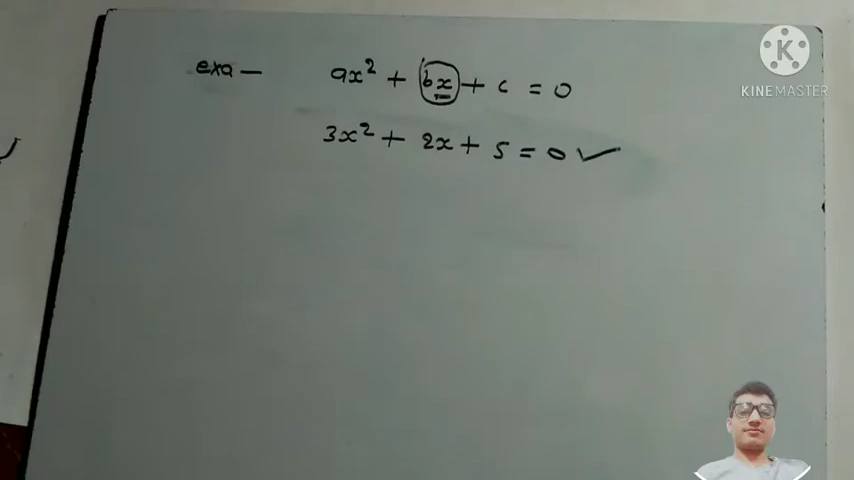 exa — ax² + bx + c = 0
3x² + 2x + 5 = 0 ✓
KINEMASTER